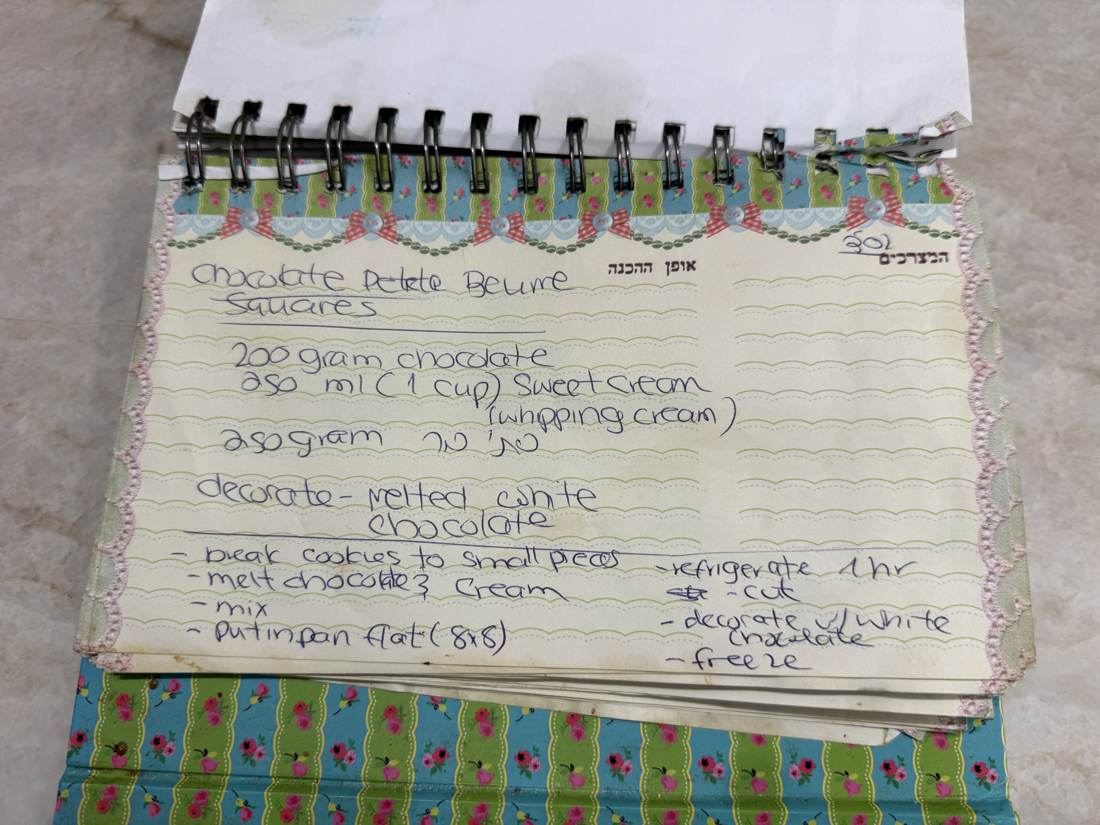 המצרכים
אופן ההכנה
Chocolate Petete Beurre
Squares
200 gram chocolate
250 ml (1 cup) sweet cream
(whipping cream)
250 gram פתי בר
decorate - melted white
chocolate
- break cookies to small pieces
- melt chocolate & cream
- mix
- put in pan flat (8x8)
- refrigerate 1 hr
- cut
- decorate w/ white
chocolate
- freeze